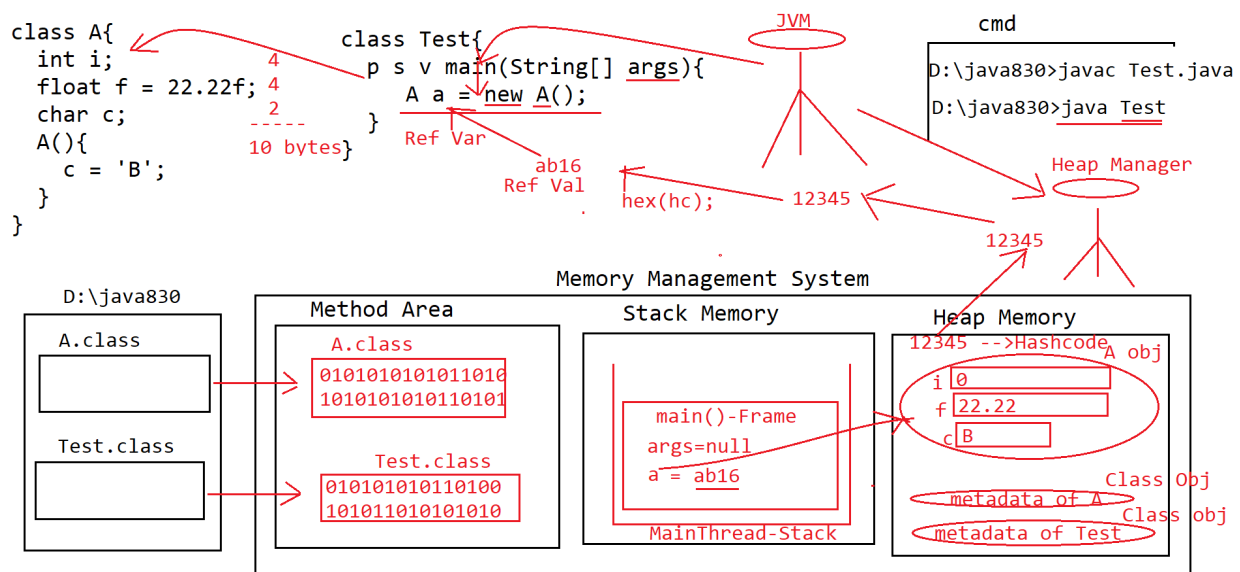 class A{
int i;
float f = 22.22f;
char c;
A(){
c = 'B';
}
}
4
4
2
-----
10 bytes
class Test{
p s v main(String[] args){
A a = new A();
}
}
Ref Var
ab16
Ref Val
hex(hc);
12345
JVM
cmd
D:\java830>javac Test.java
D:\java830>java Test
Heap Manager
12345
Memory Management System
D:\java830
A.class
Test.class
Method Area
A.class
0101010101011010
1010101010110101
Test.class
010101010110100
101011010101010
Stack Memory
main()-Frame
args=null
a = ab16
MainThread-Stack
Heap Memory
12345 -->Hashcode
A obj
i 0
f 22.22
c B
Class Obj
metadata of A
Class obj
metadata of Test